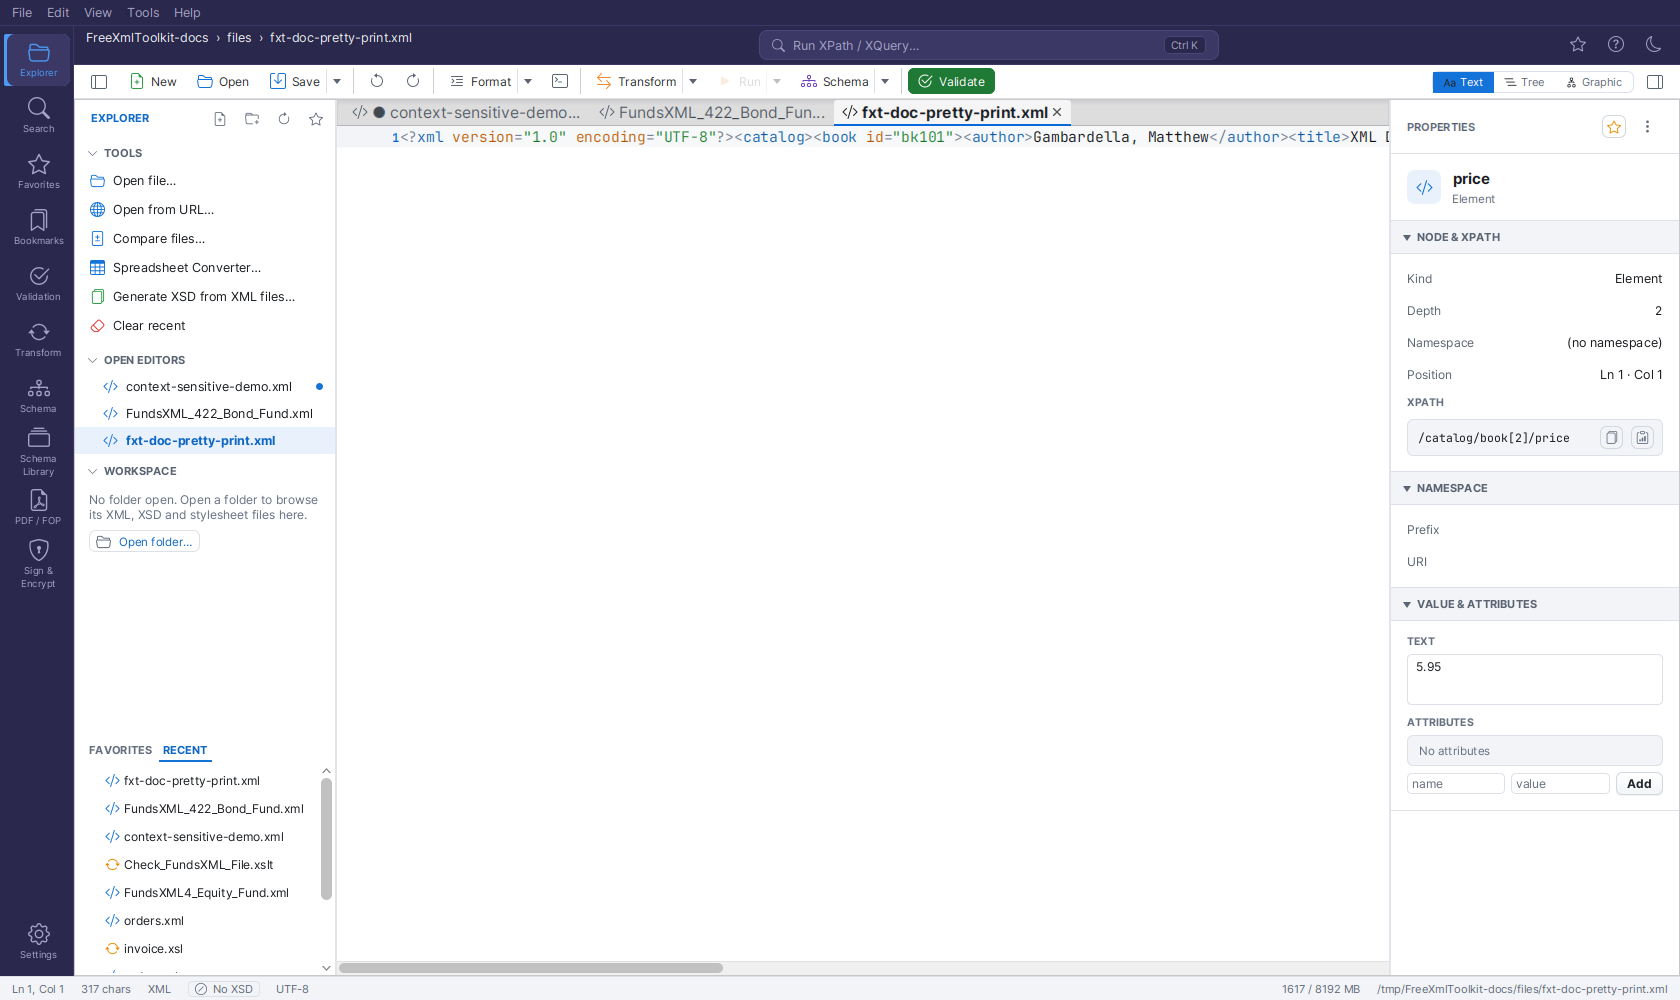 File Edit View Tools Help
FreeXmlToolkit-docs › files › fxt-doc-pretty-print.xml
Run XPath / XQuery... Ctrl K
New Open Save Format Transform Run Schema Validate Aa Text Tree Graphic
Explorer
Search
Favorites
Bookmarks
Validation
Transform
Schema
Schema
Library
PDF / FOP
Sign &
Encrypt
Settings
EXPLORER
TOOLS
Open file...
Open from URL...
Compare files...
Spreadsheet Converter...
Generate XSD from XML files...
Clear recent
OPEN EDITORS
context-sensitive-demo.xml
FundsXML_422_Bond_Fund.xml
fxt-doc-pretty-print.xml
WORKSPACE
No folder open. Open a folder to browse
its XML, XSD and stylesheet files here.
Open folder...
FAVORITES RECENT
fxt-doc-pretty-print.xml
FundsXML_422_Bond_Fund.xml
context-sensitive-demo.xml
Check_FundsXML_File.xslt
FundsXML4_Equity_Fund.xml
orders.xml
invoice.xsl
context-sensitive-demo... FundsXML_422_Bond_Fun... fxt-doc-pretty-print.xml
1<?xml version="1.0" encoding="UTF-8"?><catalog><book id="bk101"><author>Gambardella, Matthew</author><title>XML
PROPERTIES
price
Element
NODE & XPATH
Kind Element
Depth 2
Namespace (no namespace)
Position Ln 1 · Col 1
XPATH
/catalog/book[2]/price
NAMESPACE
Prefix
URI
VALUE & ATTRIBUTES
TEXT
5.95
ATTRIBUTES
No attributes
name value Add
Ln 1, Col 1 317 chars XML No XSD UTF-8 1617 / 8192 MB /tmp/FreeXmlToolkit-docs/files/fxt-doc-pretty-print.xml